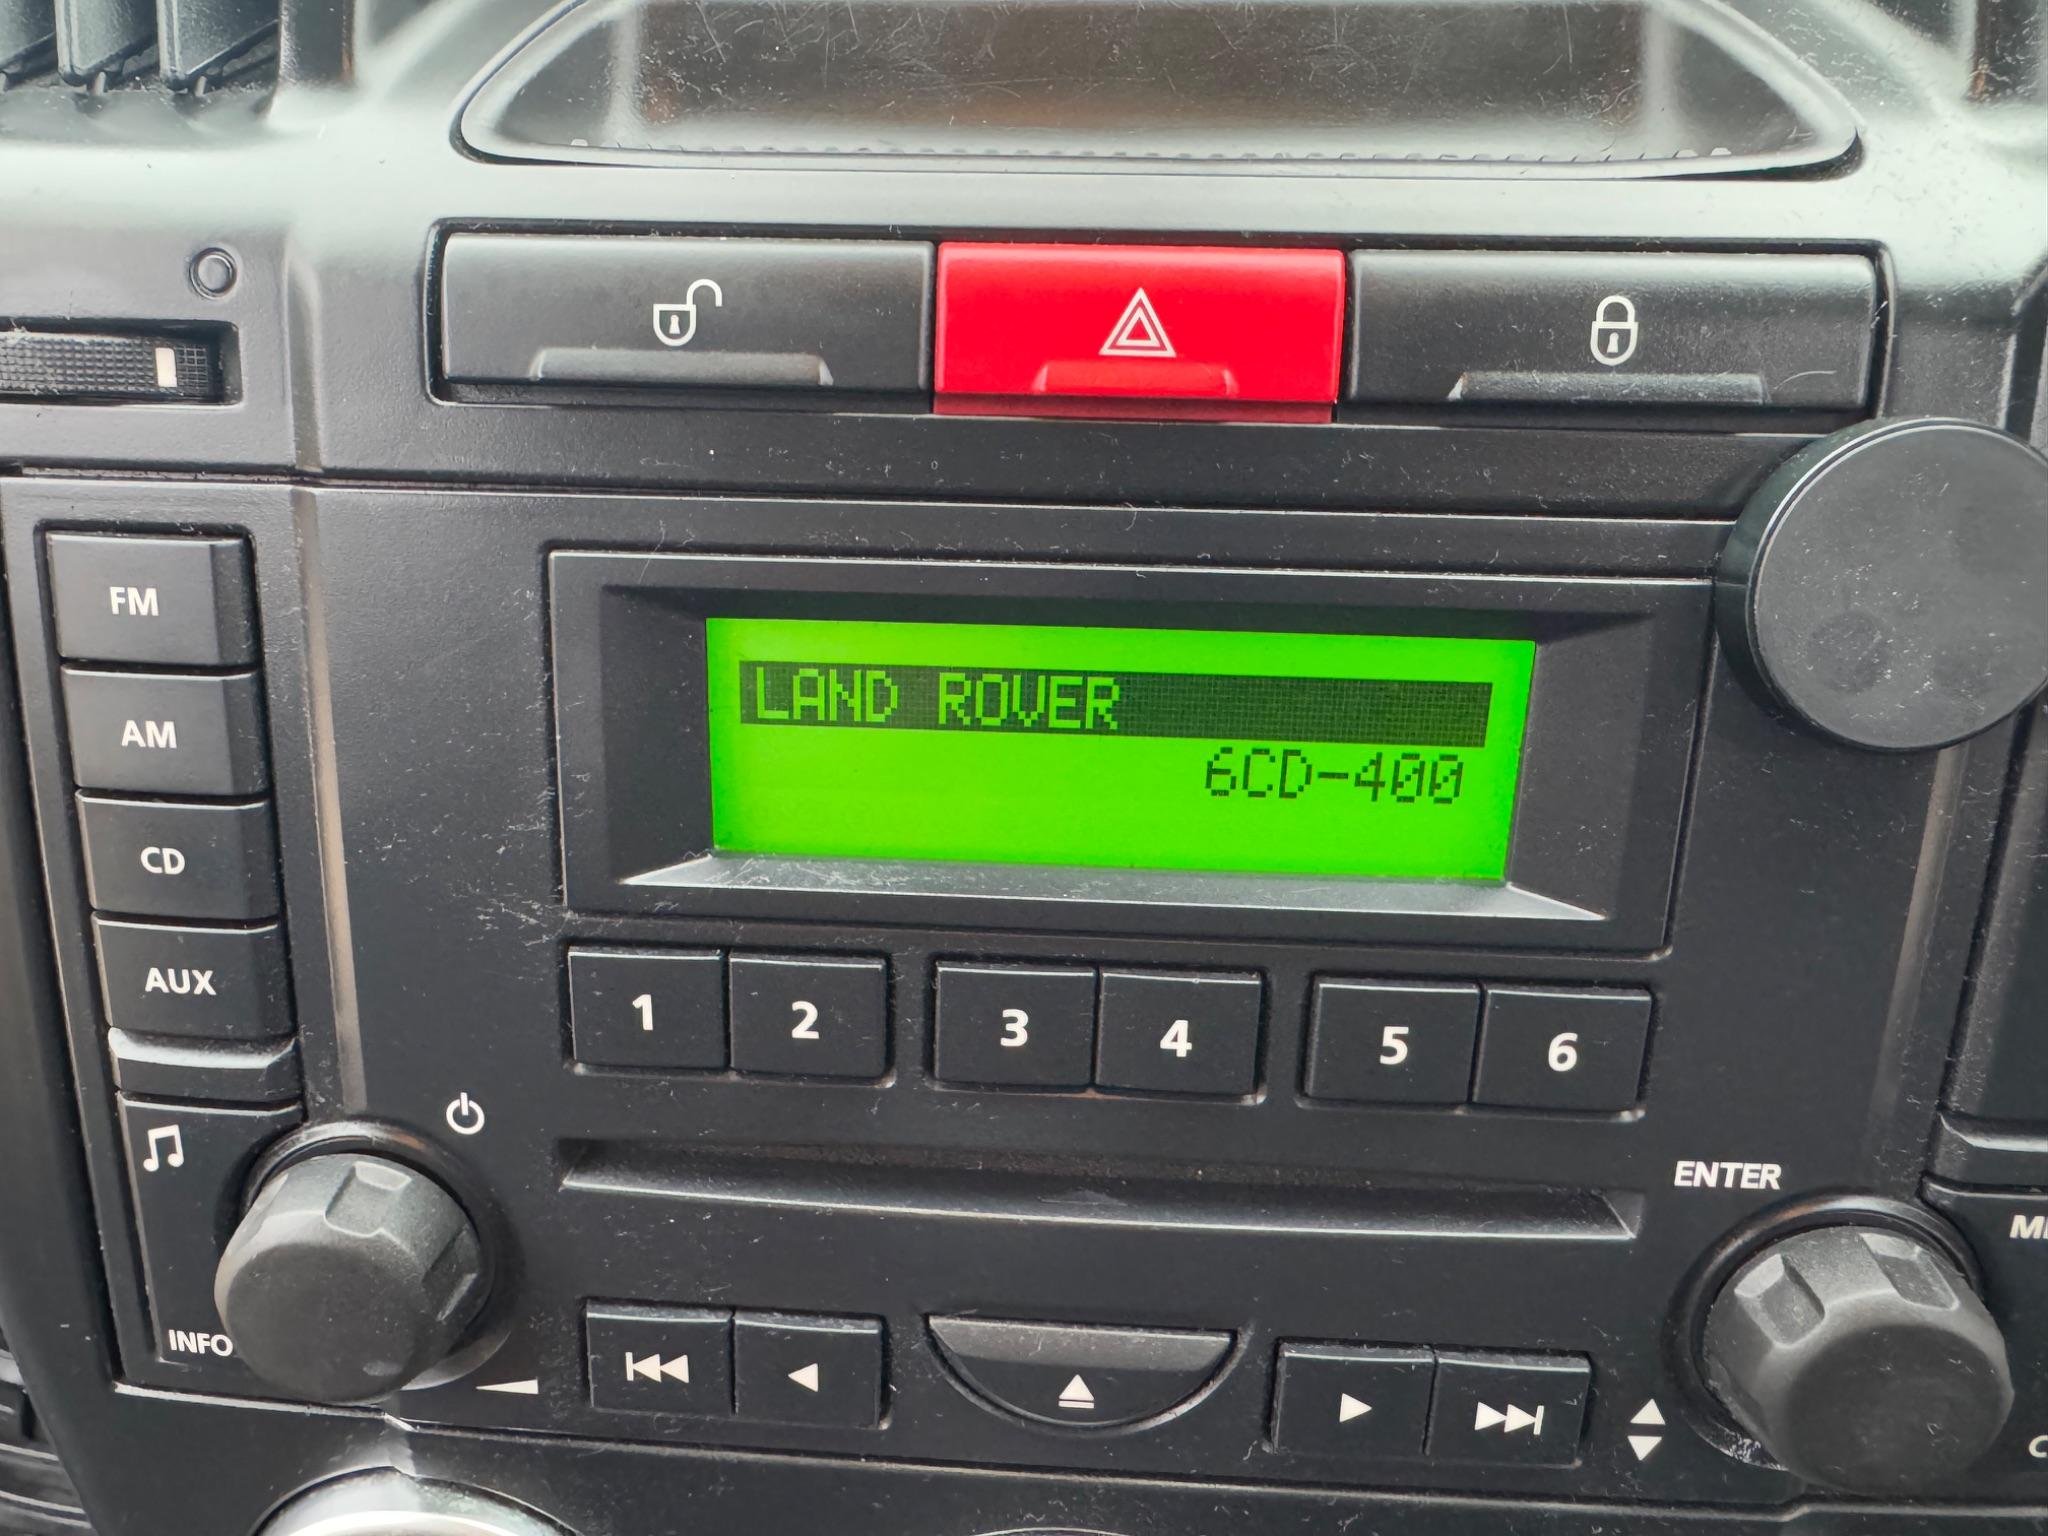 FM
AM
CD
AUX
LAND ROVER
6CD-400
1 2 3 4 5 6
ENTER
INFO